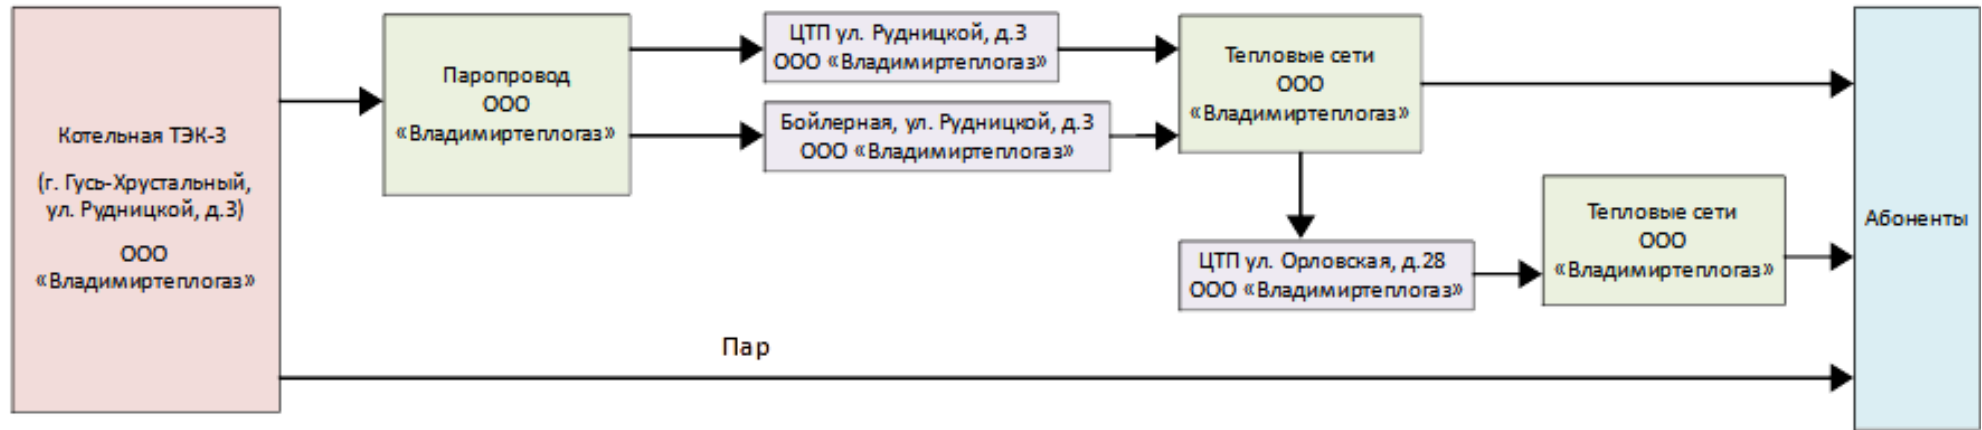 Котельная ТЭК-3
(г. Гусь-Хрустальный,
ул. Рудницкой, д.3)
ООО
«Владимиртеплогаз»
Паропровод
ООО
«Владимиртеплогаз»
ЦТП ул. Рудницкой, д.3
ООО «Владимиртеплогаз»
Бойлерная, ул. Рудницкой, д.3
ООО «Владимиртеплогаз»
Тепловые сети
ООО
«Владимиртеплогаз»
ЦТП ул. Орловская, д.28
ООО «Владимиртеплогаз»
Тепловые сети
ООО
«Владимиртеплогаз»
Пар
Абоненты